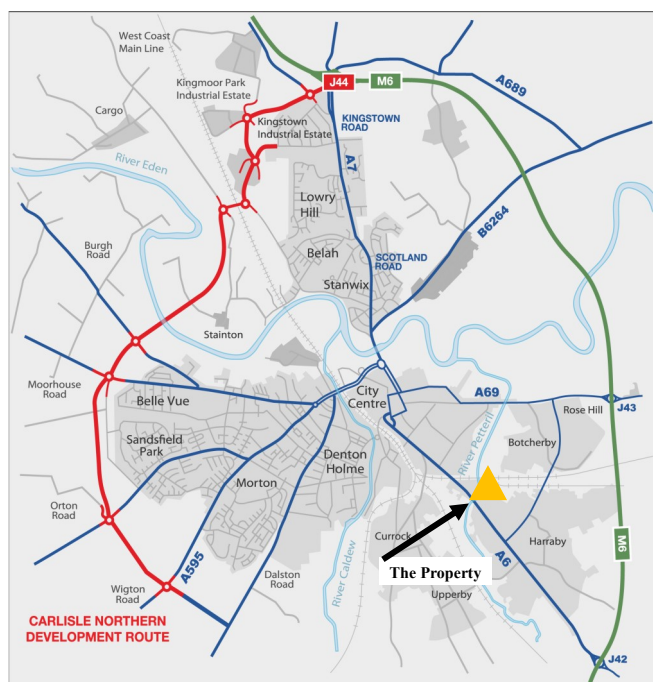 West Coast
Main Line
Kingmoor Park
Industrial Estate
J44
M6
A689
Cargo
Kingstown
Industrial Estate
KINGSTOWN
ROAD
River Eden
A7
Lowry
Hill
B6264
Burgh
Road
Belah
SCOTLAND
ROAD
Stanwix
Stainton
Moorhouse
Road
Belle Vue
City
Centre
A69
Rose Hill
J43
River Petteril
Botcherby
Sandsfield
Park
Denton
Holme
Morton
Orton
Road
Currock
A6
Harraby
M6
A595
The Property
Dalston
Road
River Caldew
Wigton
Road
Upperby
CARLISLE NORTHERN
DEVELOPMENT ROUTE
J42